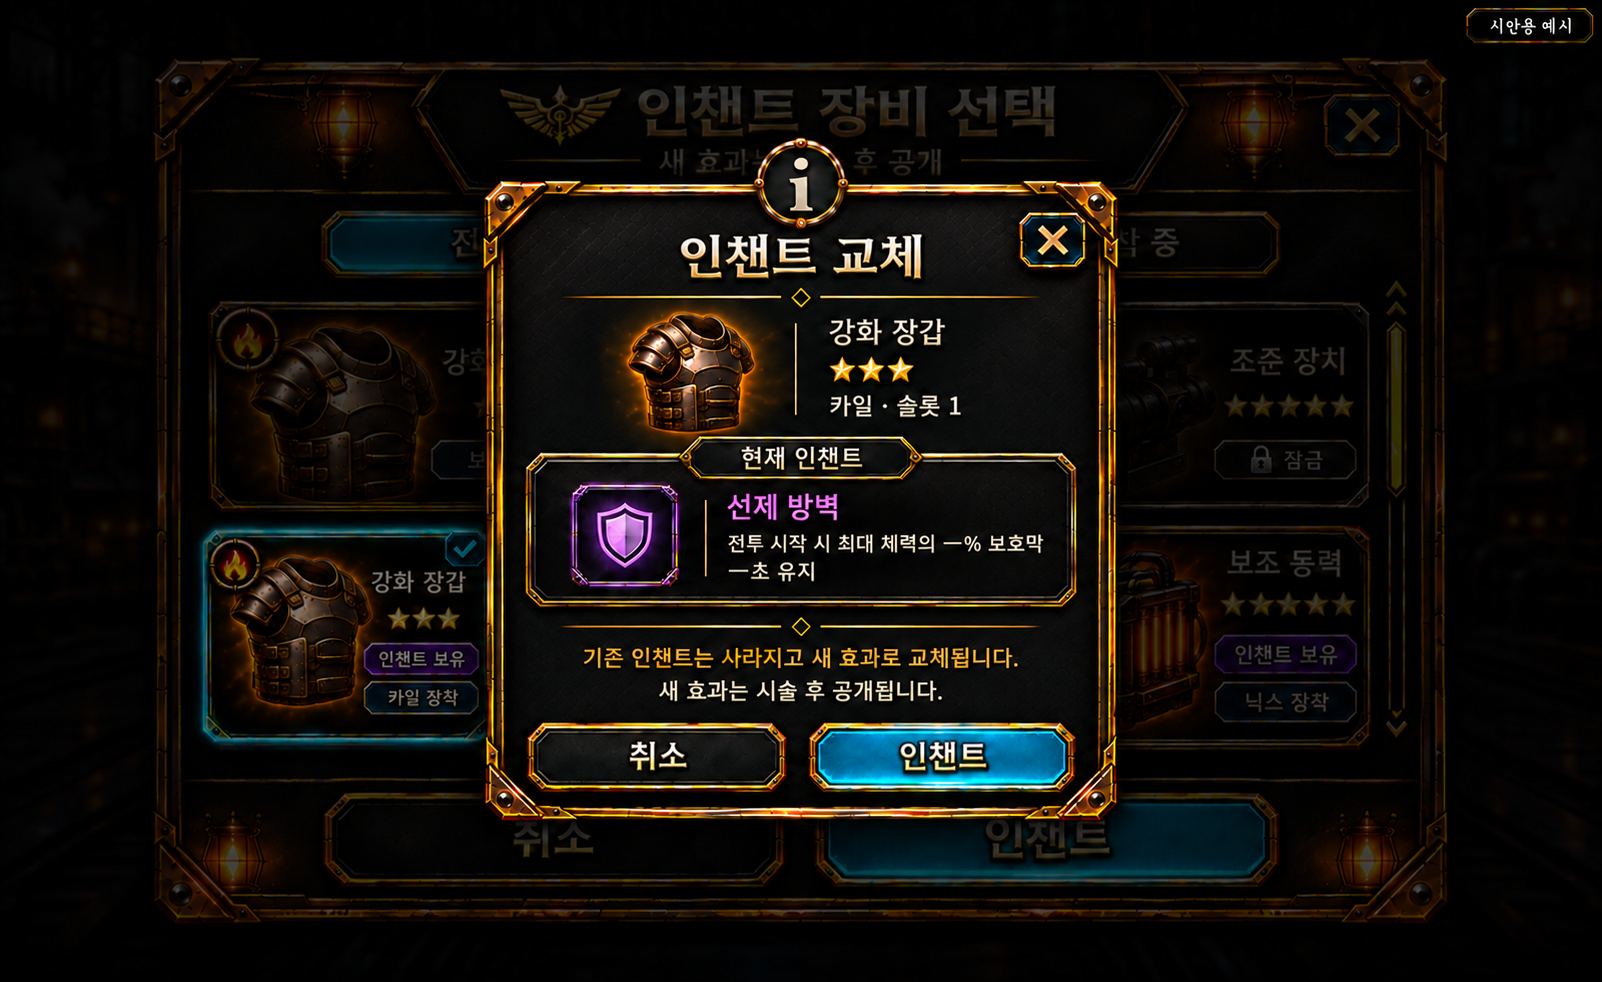 시안용 예시
인챈트 장비 선택
새 효과
후 공개
전
착 중
인챈트 교체
강화 장갑
카일 · 슬롯 1
현재 인챈트
선제 방벽
전투 시작 시 최대 체력의 —% 보호막
—초 유지
기존 인챈트는 사라지고 새 효과로 교체됩니다.
새 효과는 시술 후 공개됩니다.
취소
인챈트
강화
보
조준 장치
잠금
강화 장갑
인챈트 보유
카일 장착
보조 동력
인챈트 보유
닉스 장착
취소
인챈트